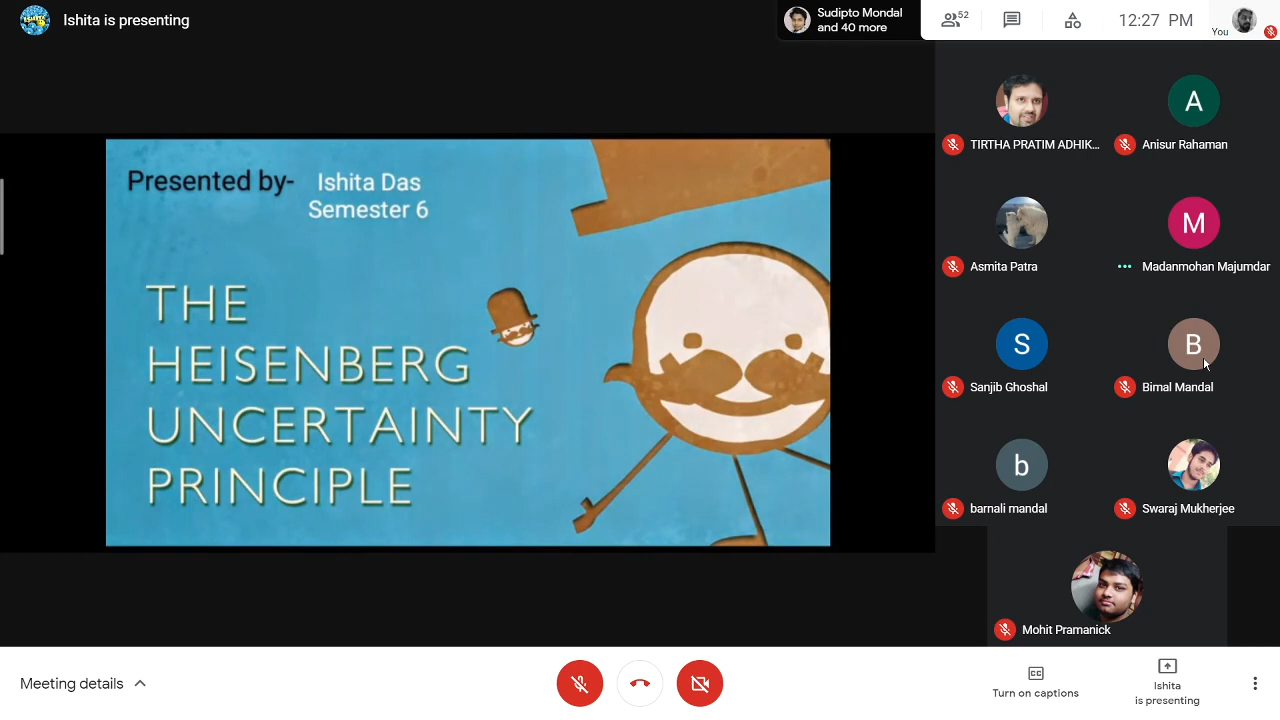 Ishita is presenting
Sudipto Mondal
and 40 more
52
12:27 PM
You
Presented by- Ishita Das
Semester 6
THE
HEISENBERG
UNCERTAINTY
PRINCIPLE
TIRTHA PRATIM ADHIK...
A
Anisur Rahaman
Asmita Patra
M
Madanmohan Majumdar
S
Sanjib Ghoshal
B
Bimal Mandal
b
barnali mandal
Swaraj Mukherjee
Mohit Pramanick
Meeting details
CC
Turn on captions
Ishita
is presenting